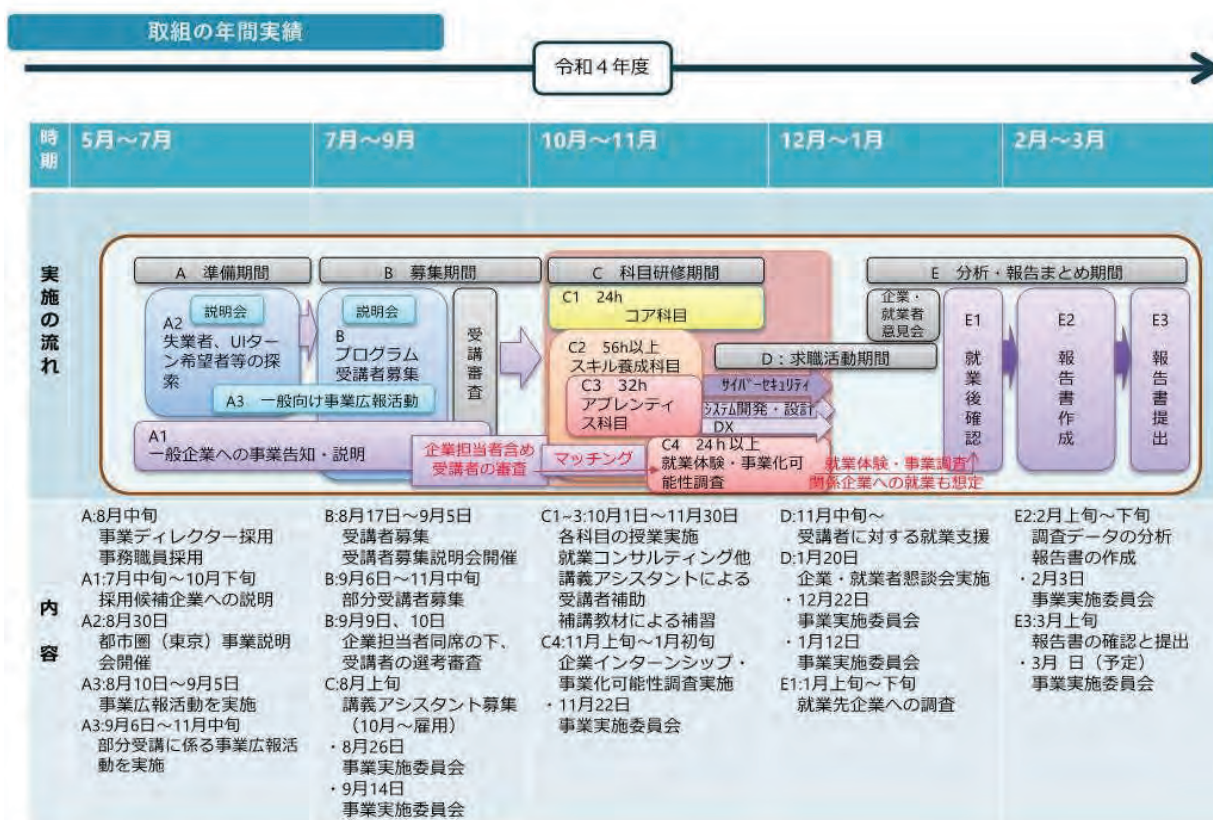 取組の年間実績
令和４年度
時期
5月～7月
7月～9月
10月～11月
12月～1月
2月～3月
実施の流れ
A　準備期間
説明会
A2
失業者、UIター
ン希望者等の探
索
A3　一般向け事業広報活動
A1
一般企業への事業告知・説明
B　募集期間
説明会
B
プログラム
受講者募集
受講審査
企業担当者含め
受講者の審査
マッチング
C　科目研修期間
C1　24h
コア科目
C2　56h以上
スキル養成科目
C3　32h
アプレンティ
ス科目
C4　24h以上
就業体験・事業化可
能性調査
D：求職活動期間
サイバーセキュリティ
システム開発・設計
DX
就業体験・事業調査
関係企業への就業も想定
E　分析・報告まとめ期間
企業・
就業者
意見会
E1
就業後確認
E2
報告書作成
E3
報告書提出
内容
A:8月中旬
事業ディレクター採用
事務職員採用
A1:7月中旬～10月下旬
採用候補企業への説明
A2:8月30日
都市圏（東京）事業説明
会開催
A3:8月10日～9月5日
事業広報活動を実施
A3:9月6日～11月中旬
部分受講に係る事業広報活
動を実施
B:8月17日～9月5日
受講者募集
受講者募集説明会開催
B:9月6日～11月中旬
部分受講者募集
B:9月9日、10日
企業担当者同席の下、
受講者の選考審査
C:8月上旬
講義アシスタント募集
（10月～雇用）
・8月26日
事業実施委員会
・9月14日
事業実施委員会
C1~3:10月1日～11月30日
各科目の授業実施
就業コンサルティング他
講義アシスタントによる
受講者補助
補講教材による補習
C4:11月上旬～1月初旬
企業インターンシップ・
事業化可能性調査実施
・11月22日
事業実施委員会
D:11月中旬～
受講者に対する就業支援
D:1月20日
企業・就業者懇談会実施
・12月22日
事業実施委員会
・1月12日
事業実施委員会
E1:1月上旬～下旬
就職先企業への調査
E2:2月上旬～下旬
調査データの分析
報告書の作成
・2月3日
事業実施委員会
E3:3月上旬
報告書の確認と提出
・3月  日（予定）
事業実施委員会